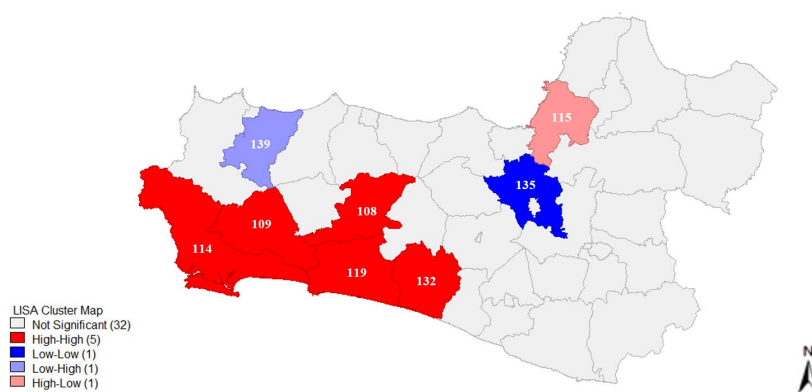 115
139
135
108
109
114
119
132
LISA Cluster Map
Not Significant (32)
High-High (5)
Low-Low (1)
Low-High (1)
High-Low (1)
N